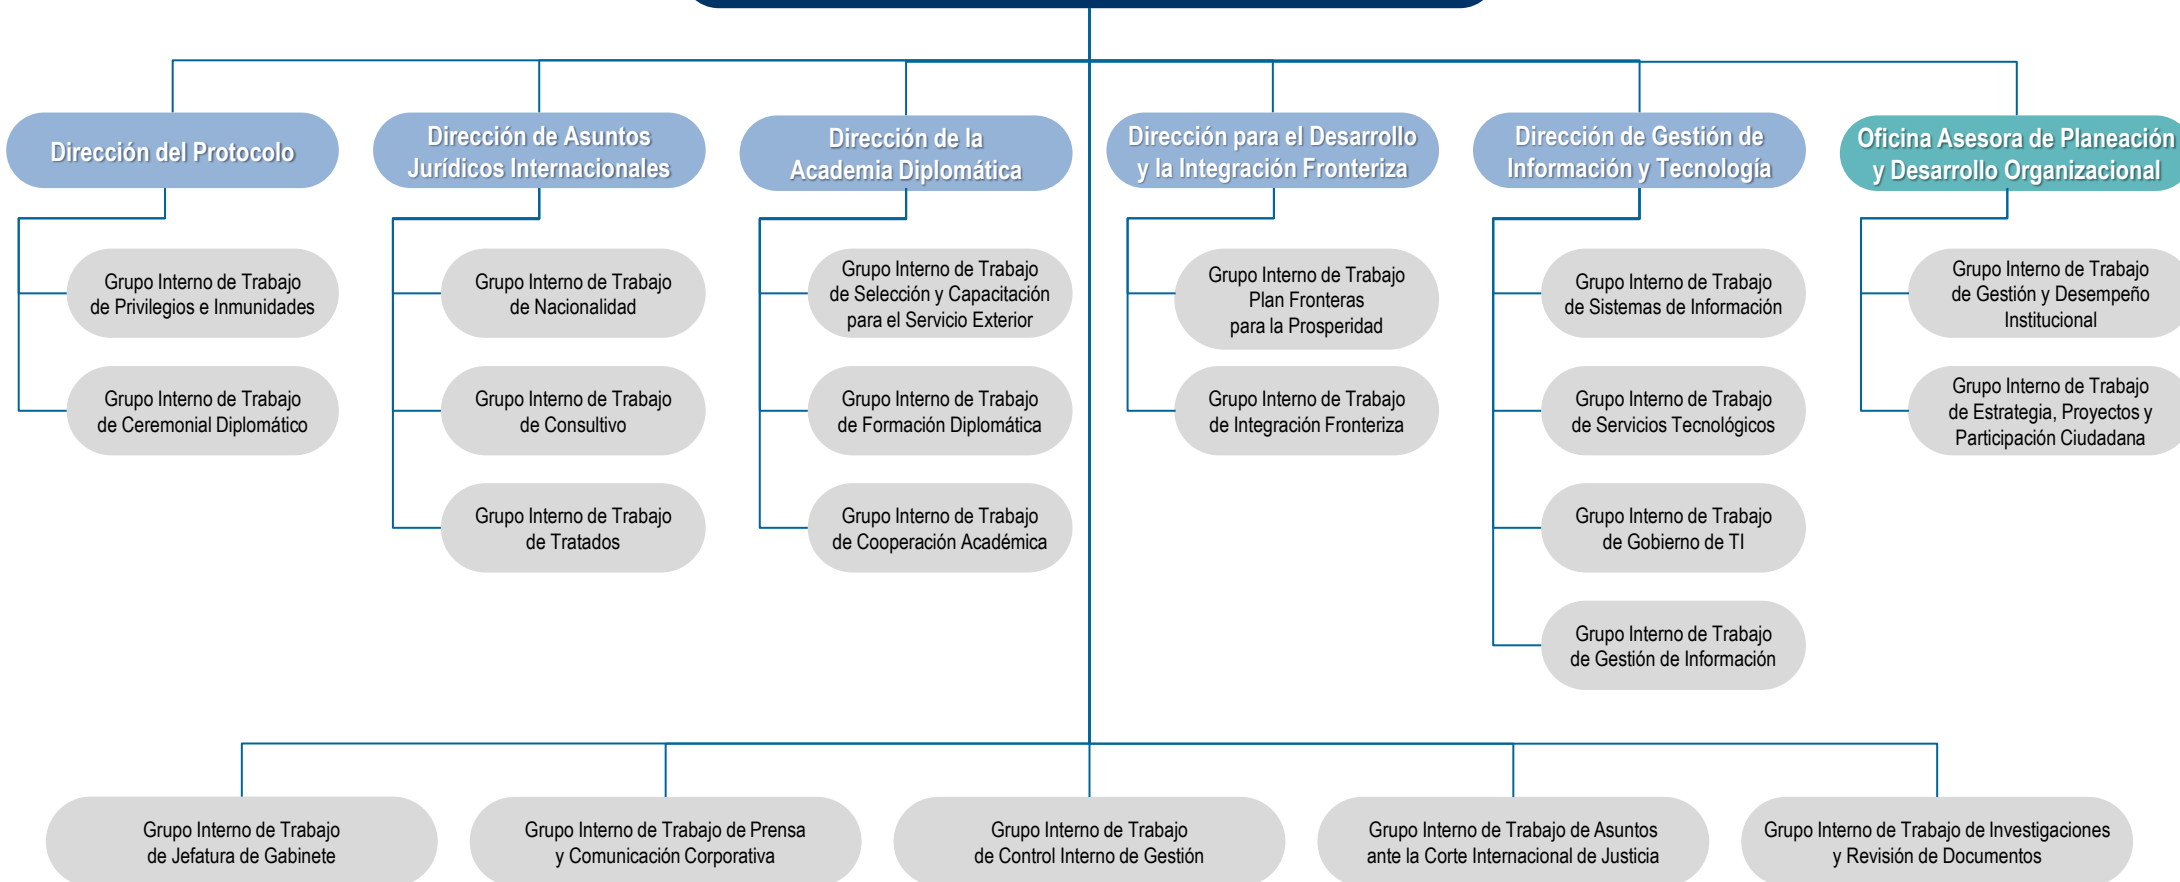 Dirección del Protocolo
Grupo Interno de Trabajo
de Privilegios e Inmunidades
Grupo Interno de Trabajo
de Ceremonial Diplomático
Dirección de Asuntos
Jurídicos Internacionales
Grupo Interno de Trabajo
de Nacionalidad
Grupo Interno de Trabajo
de Consultivo
Grupo Interno de Trabajo
de Tratados
Dirección de la
Academia Diplomática
Grupo Interno de Trabajo
de Selección y Capacitación
para el Servicio Exterior
Grupo Interno de Trabajo
de Formación Diplomática
Grupo Interno de Trabajo
de Cooperación Académica
Dirección para el Desarrollo
y la Integración Fronteriza
Grupo Interno de Trabajo
Plan Fronteras
para la Prosperidad
Grupo Interno de Trabajo
de Integración Fronteriza
Dirección de Gestión de
Información y Tecnología
Grupo Interno de Trabajo
de Sistemas de Información
Grupo Interno de Trabajo
de Servicios Tecnológicos
Grupo Interno de Trabajo
de Gobierno de TI
Grupo Interno de Trabajo
de Gestión de Información
Oficina Asesora de Planeación
y Desarrollo Organizacional
Grupo Interno de Trabajo
de Gestión y Desempeño
Institucional
Grupo Interno de Trabajo
de Estrategia, Proyectos y
Participación Ciudadana
Grupo Interno de Trabajo
de Jefatura de Gabinete
Grupo Interno de Trabajo de Prensa
y Comunicación Corporativa
Grupo Interno de Trabajo
de Control Interno de Gestión
Grupo Interno de Trabajo de Asuntos
ante la Corte Internacional de Justicia
Grupo Interno de Trabajo de Investigaciones
y Revisión de Documentos